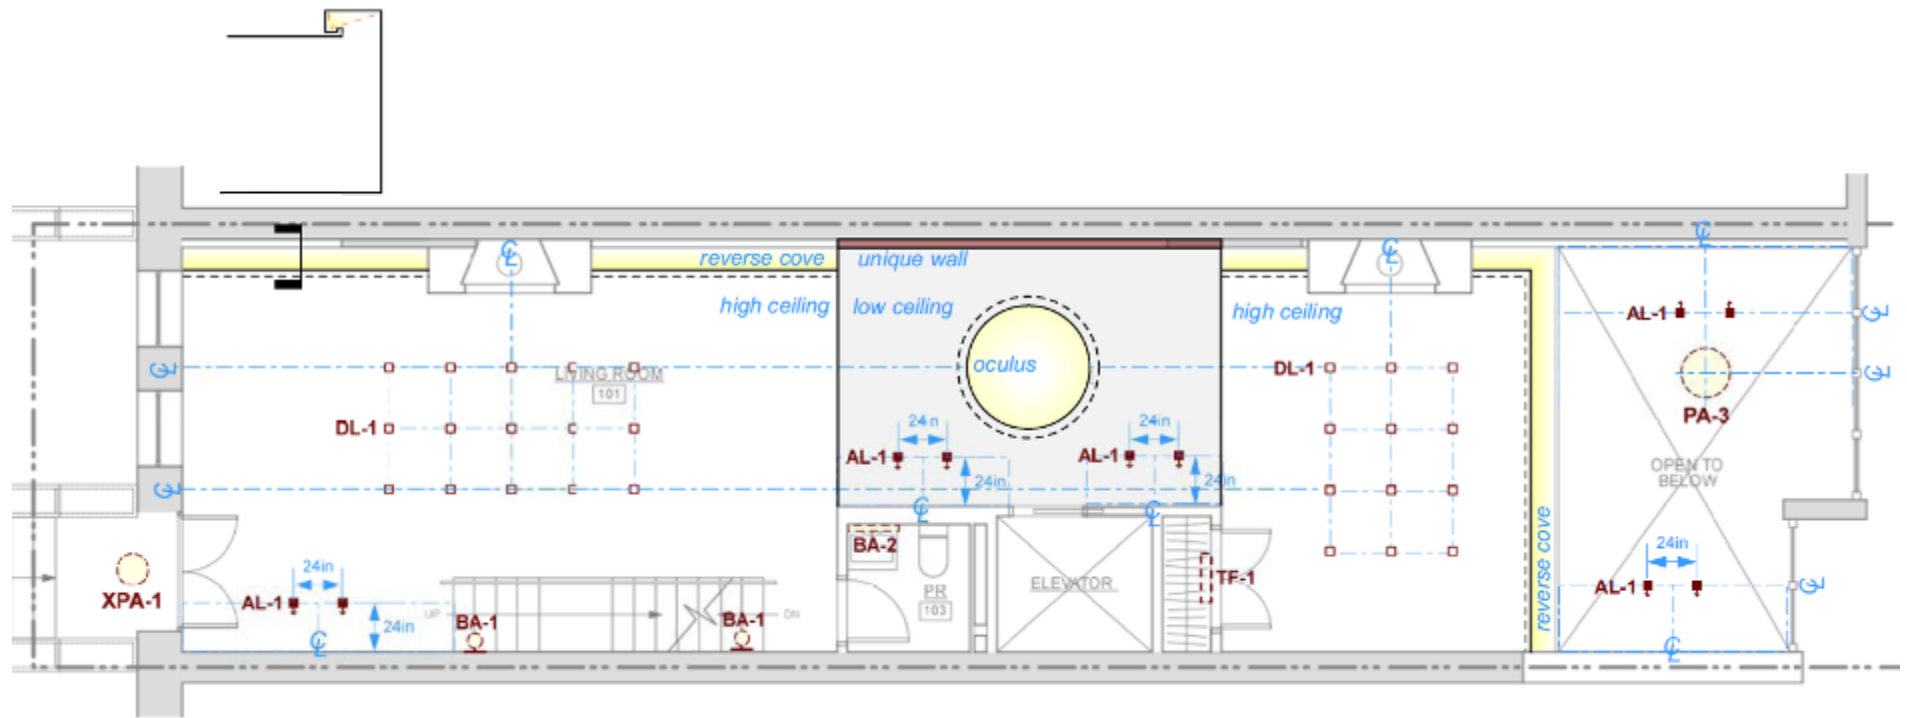 ℄
℄
℄
reverse cove
unique wall
high ceiling
low ceiling
high ceiling
AL-1
℄
oculus
℄
℄
LIVING ROOM
101
DL-1
PA-3
DL-1
24in
24in
AL-1
AL-1
OPEN TO
BELOW
24in
24in
℄
℄
℄
reverse cove
BA-2
24in
24in
XPA-1
AL-1
24in
℄
UP
BA-1
BA-1
DN
PR
103
ELEVATOR
TF-1
AL-1
℄
℄